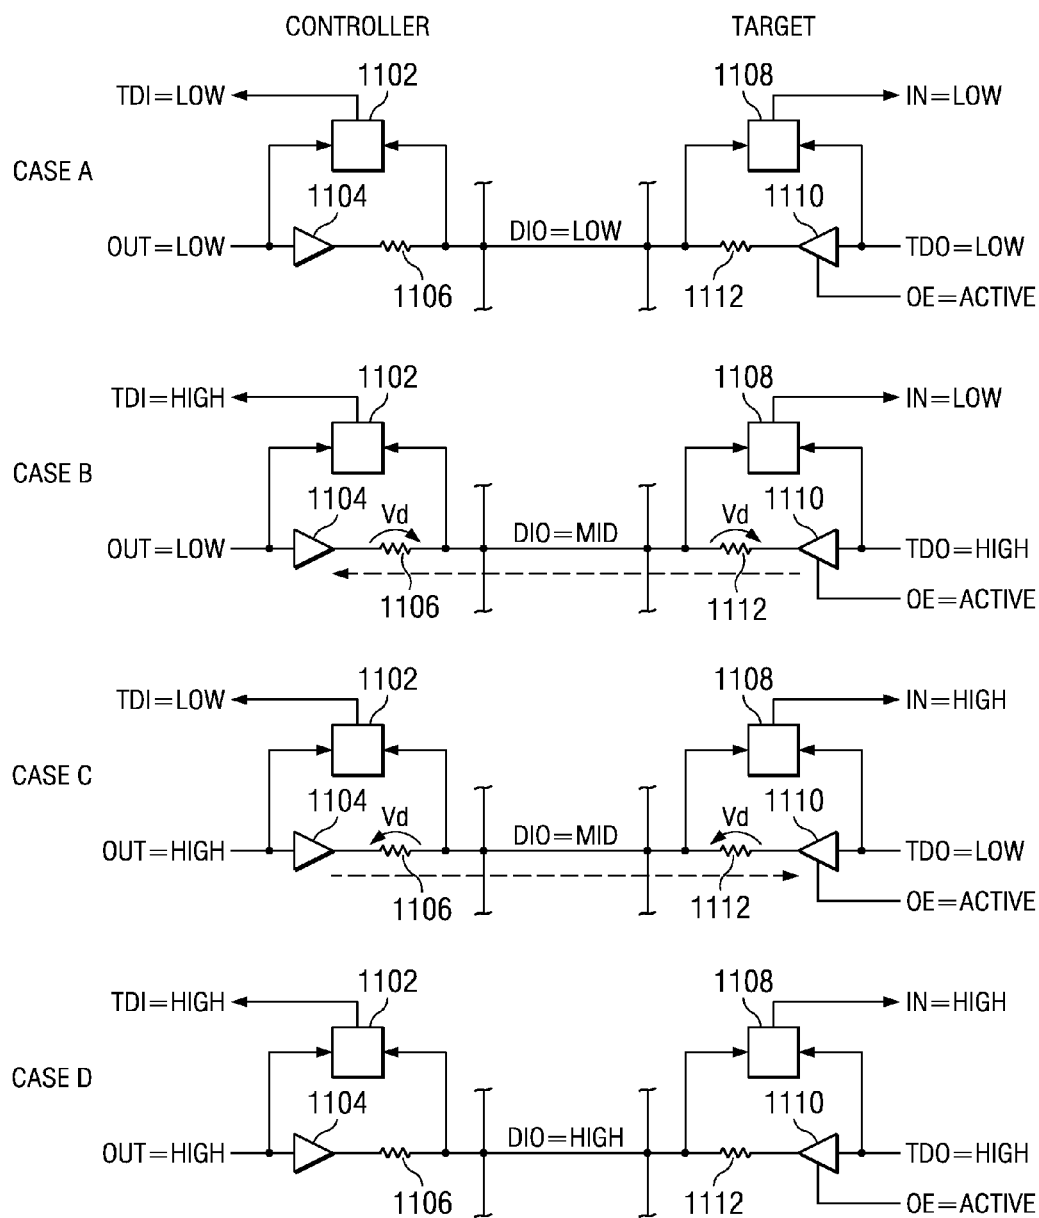 CONTROLLER TARGET
1102 1108
TDI=LOW IN=LOW
CASE A
1104 1110
OUT=LOW DIO=LOW TDO=LOW
1106 1112
OE=ACTIVE
1102 1108
TDI=HIGH IN=LOW
CASE B
1104 Vd Vd 1110
OUT=LOW DIO=MID TDO=HIGH
1106 1112
OE=ACTIVE
1102 1108
TDI=LOW IN=HIGH
CASE C
1104 Vd Vd 1110
OUT=HIGH DIO=MID TDO=LOW
1106 1112
OE=ACTIVE
1102 1108
TDI=HIGH IN=HIGH
CASE D
1104 1110
OUT=HIGH DIO=HIGH TDO=HIGH
1106 1112
OE=ACTIVE